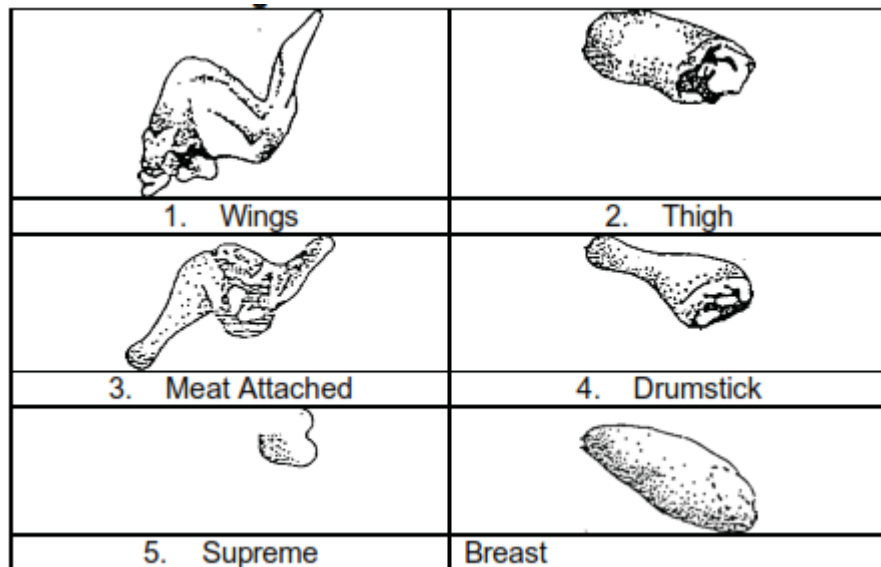 1. Wings
2. Thigh
3. Meat Attached
4. Drumstick
5. Supreme
Breast